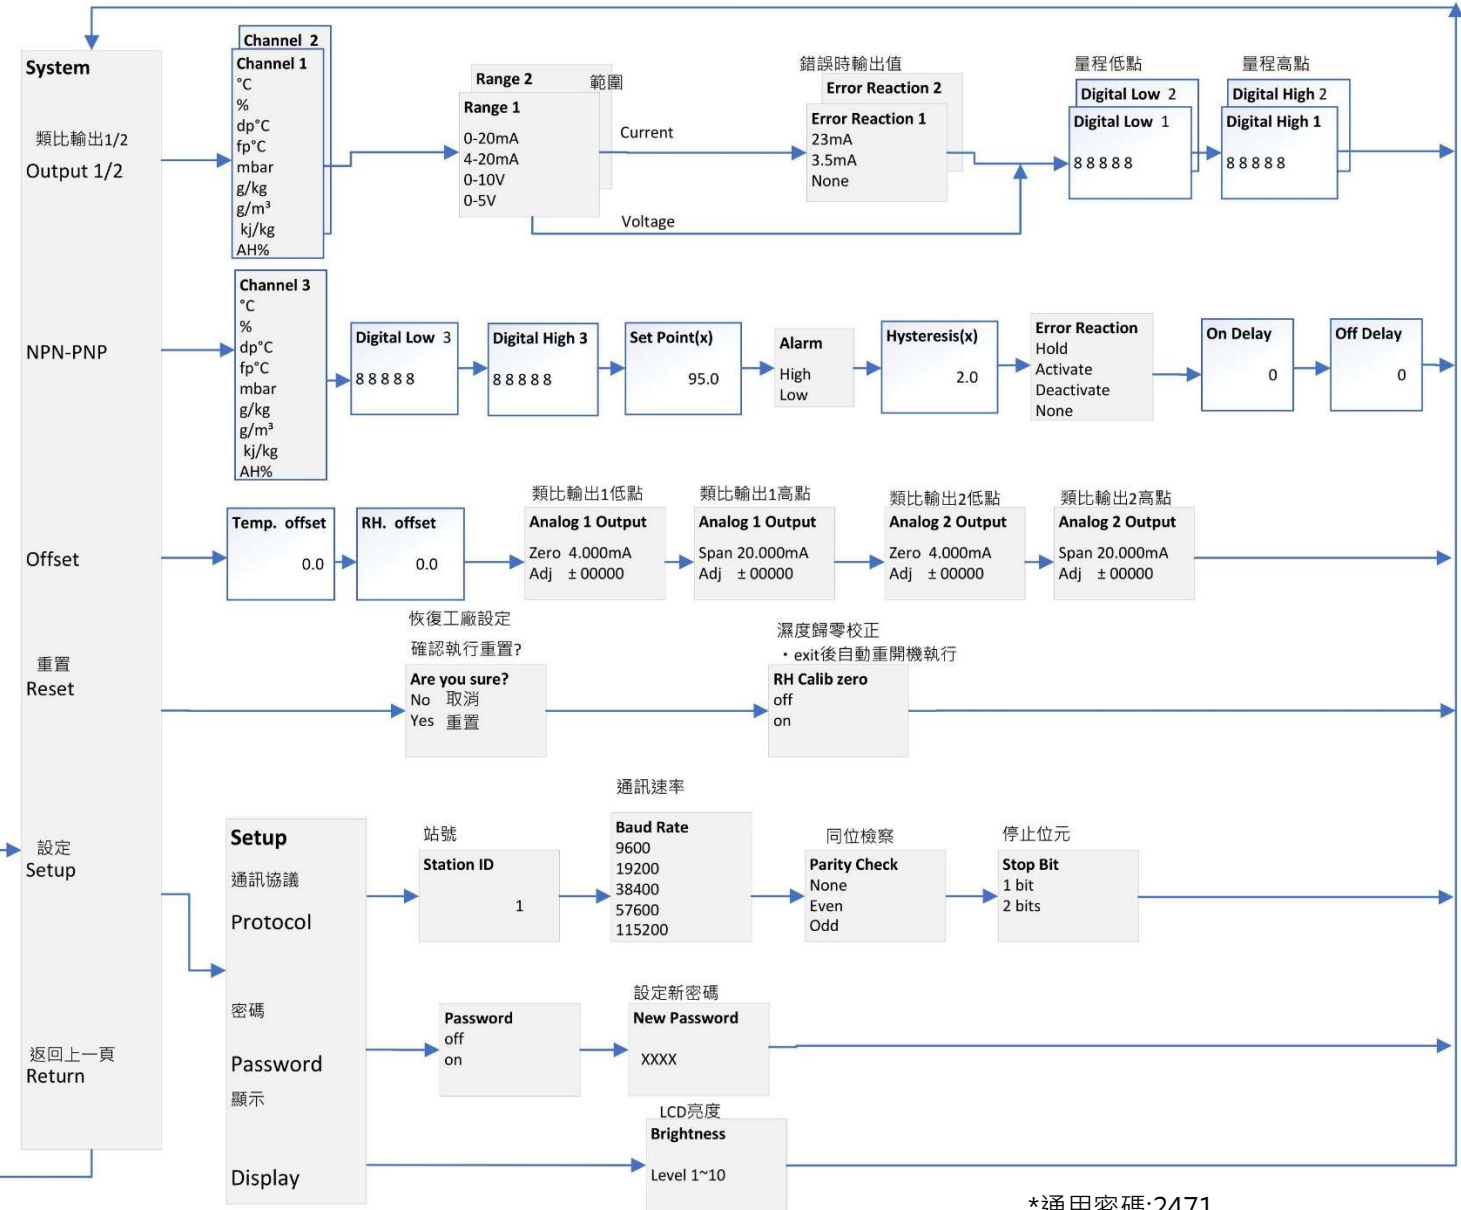 System
類比輸出1/2
Output 1/2
Channel 2
Channel 1
°C
%
dp°C
fp°C
mbar
g/kg
g/m³
kj/kg
AH%
Range 2
範圍
Range 1
0-20mA
4-20mA
0-10V
0-5V
Current
Voltage
錯誤時輸出值
Error Reaction 2
Error Reaction 1
23mA
3.5mA
None
量程低點
Digital Low 2
Digital Low 1
88888
量程高點
Digital High 2
Digital High 1
88888
NPN-PNP
Channel 3
°C
%
dp°C
fp°C
mbar
g/kg
g/m³
kj/kg
AH%
Digital Low 3
88888
Digital High 3
88888
Set Point(x)
95.0
Alarm
High
Low
Hysteresis(x)
2.0
Error Reaction
Hold
Activate
Deactivate
None
On Delay
0
Off Delay
0
Offset
Temp. offset
0.0
RH. offset
0.0
類比輸出1低點
Analog 1 Output
Zero 4.000mA
Adj ± 00000
類比輸出1高點
Analog 1 Output
Span 20.000mA
Adj ± 00000
類比輸出2低點
Analog 2 Output
Zero 4.000mA
Adj ± 00000
類比輸出2高點
Analog 2 Output
Span 20.000mA
Adj ± 00000
重置
Reset
恢復工廠設定
確認執行重置?
Are you sure?
No 取消
Yes 重置
濕度歸零校正
・exit後自動重開機執行
RH Calib zero
off
on
設定
Setup
Setup
通訊協議
Protocol
站號
Station ID
1
通訊速率
Baud Rate
9600
19200
38400
57600
115200
同位檢察
Parity Check
None
Even
Odd
停止位元
Stop Bit
1 bit
2 bits
密碼
Password
Password
off
on
設定新密碼
New Password
XXXX
返回上一頁
Return
顯示
Display
LCD亮度
Brightness
Level 1~10
*通用密碼:2471